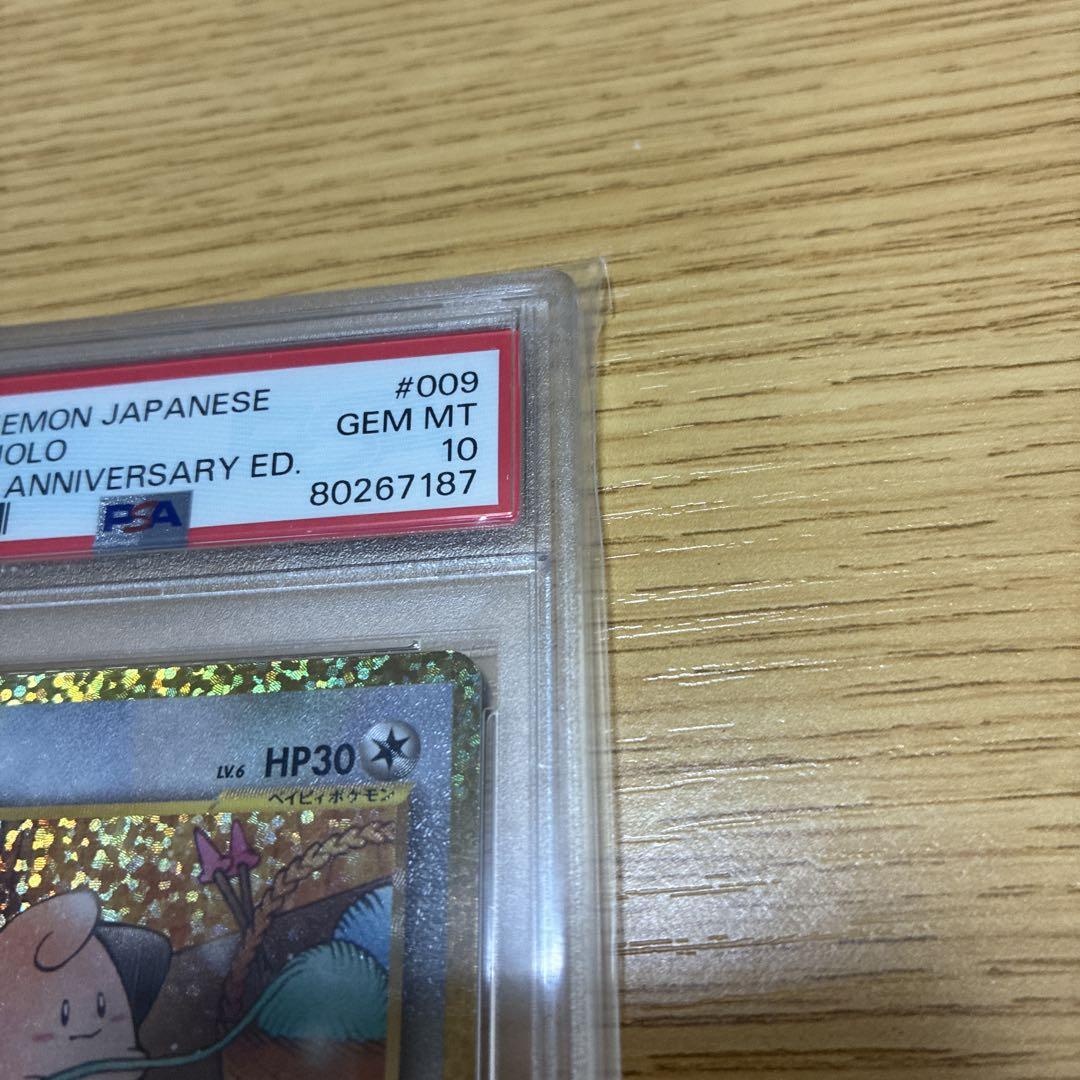 EMON JAPANESE #009
HOLO GEM MT
ANNIVERSARY ED. 10
80267187
PSA
LV.6 HP30
ベイビィポケモン